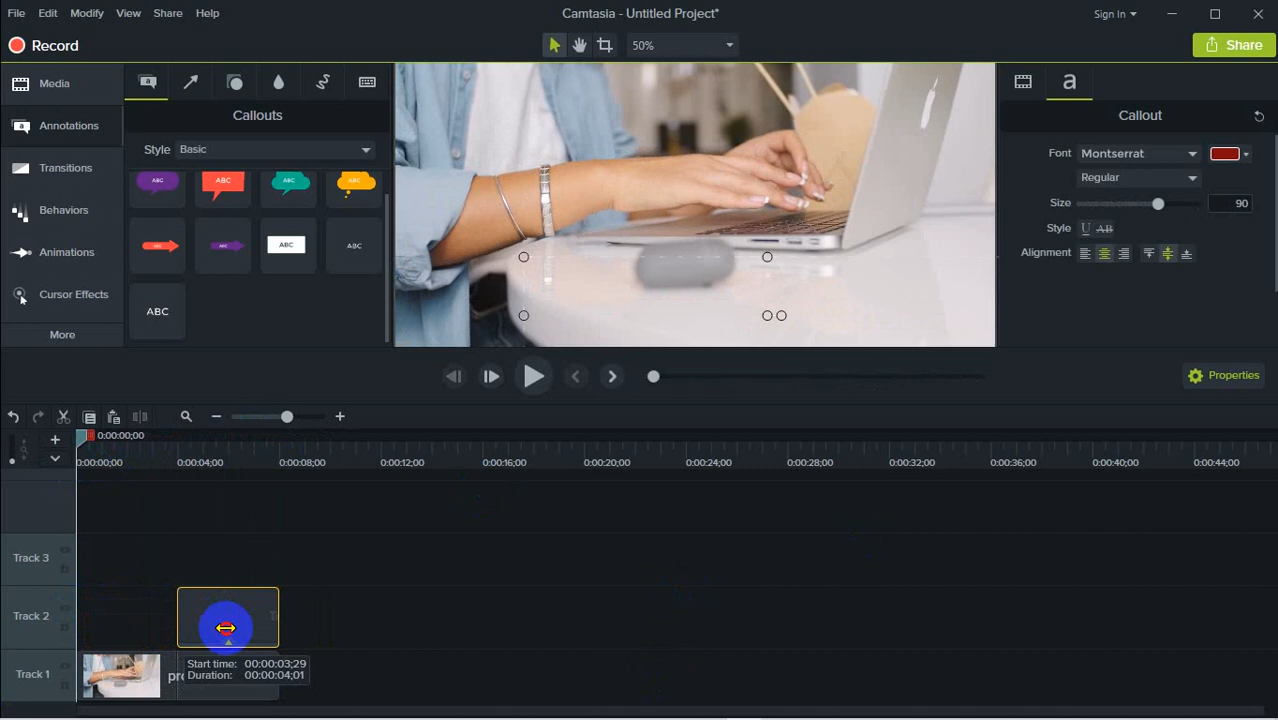 File Edit Modify View Share Help
Camtasia - Untitled Project*
Sign In
Record
50%
Share
Media
Annotations
Transitions
Behaviors
Animations
Cursor Effects
More
Callouts
Style Basic
ABC ABC ABC ABC
ABC ABC ABC ABC
ABC
a
Callout
Font Montserrat
Regular
Size 90
Style U AB
Alignment
Properties
0:00:00;00
0:00:00;00 0:00:04;00 0:00:08;00 0:00:12;00 0:00:16;00 0:00:20;00 0:00:24;00 0:00:28;00 0:00:32;00 0:00:36;00 0:00:40;00 0:00:44;00
Track 3
Track 2
Track 1
Start time: 00:00:03;29
Duration: 00:00:04;01